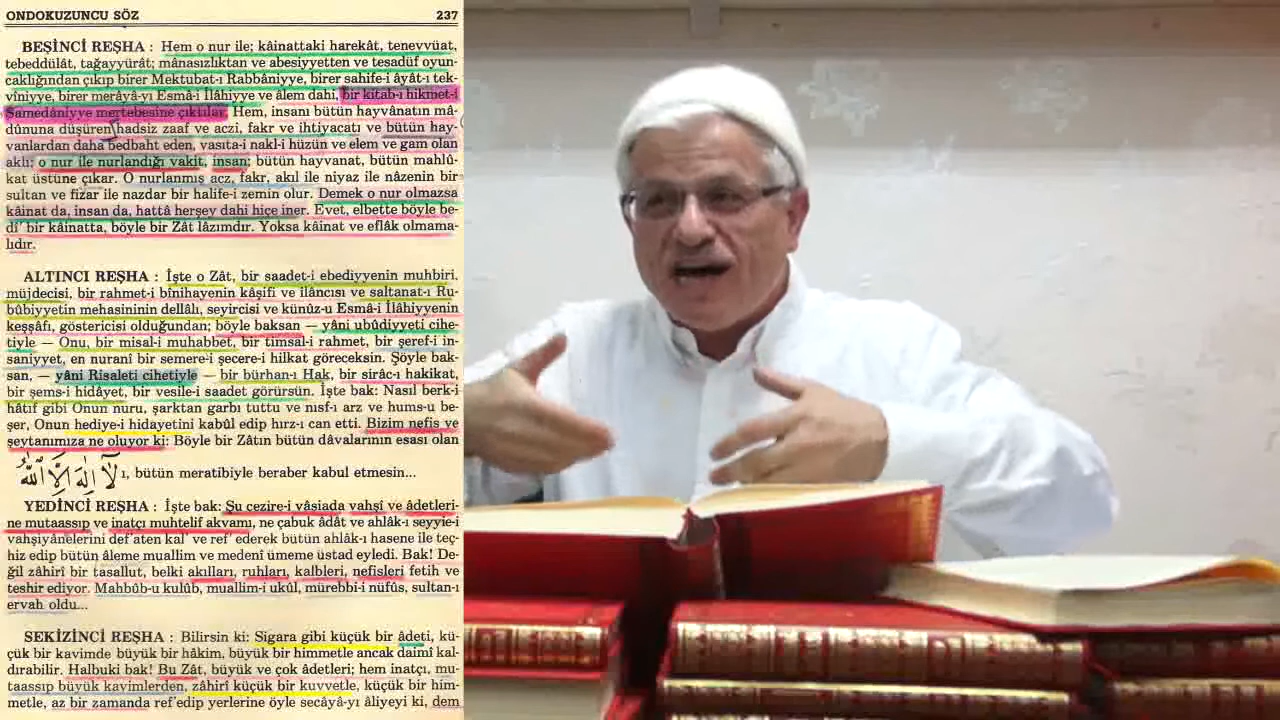 ONDOKUZUNCU SÖZ 237
BEŞİNCİ REŞHA : Hem o nur ile; kâinattaki harekât, tenevvüat,
tebeddülât, tağayyürât; mânasızlıktan ve abesiyyetten ve tesadüf oyun-
caklığından çıkıp birer Mektubat-ı Rabbâniyye, birer sahife-i âyât-ı tek-
vîniyye, birer merâyâ-yı Esmâ-i İlâhiyye ve âlem dahi, bir kitab-ı hikmet-i
Samedâniyye mertebesine çıktılar. Hem, insanı bütün hayvânatın mâ-
dûnuna düşüren hadsiz zaaf ve aczi, fakr ve ihtiyacatı ve bütün hay-
vanlardan daha bedbaht eden, vasıta-i nakl-i hüzün ve elem ve gam olan
aklı; o nur ile nurlandığı vakit, insan; bütün hayvanat, bütün mahlû-
kat üstüne çıkar. O nurlanmış acz, fakr, akıl ile niyaz ile nâzenin bir
sultan ve fizar ile nazdar bir halife-i zemin olur. Demek o nur olmazsa
kâinat da, insan da, hattâ herşey dahi hiçe iner. Evet, elbette böyle be-
dî' bir kâinatta, böyle bir Zât lâzımdır. Yoksa kâinat ve eflâk olmama-
lıdır.
ALTINCI REŞHA : İşte o Zât, bir saadet-i ebediyyenin muhbiri,
müjdecisi, bir rahmet-i bînihayenin kâşifi ve ilâncısı ve saltanat-ı Ru-
bûbiyyetin mehasininin dellâlı, seyircisi ve künûz-u Esmâ-i İlâhiyyenin
keşşâfı, göstericisi olduğundan; böyle baksan — yâni ubûdiyyeti cihe-
tiyle — Onu, bir misal-i muhabbet, bir timsal-i rahmet, bir şeref-i in-
saniyyet, en nuranî bir semere-i şecere-i hilkat göreceksin. Şöyle bak-
san, — yâni Risaleti cihetiyle — bir bürhan-ı Hak, bir sirâc-ı hakikat,
bir şems-i hidâyet, bir vesile-i saadet görürsün. İşte bak: Nasıl berk-i
hâtıf gibi Onun nuru, şarktan garbı tuttu ve nısf-ı arz ve hums-u be-
şer, Onun hediye-i hidayetini kabûl edip hırz-ı can etti. Bizim nefis ve
şeytanımıza ne oluyor ki: Böyle bir Zâtın bütün dâvalarının esası olan
لَٓا اِلٰهَ اِلَّا اللّٰهُ ı, bütün meratibiyle beraber kabul etmesin...
YEDİNCİ REŞHA : İşte bak: Şu cezire-i vâsiada vahşî ve âdetleri-
ne mutaassıp ve inatçı muhtelif akvamı, ne çabuk âdât ve ahlâk-ı seyyie-i
vahşiyânelerini def'aten kal' ve ref' ederek bütün ahlâk-ı hasene ile teç-
hiz edip bütün âleme muallim ve medenî ümeme üstad eyledi. Bak! De-
ğil zâhirî bir tasallut, belki akılları, ruhları, kalbleri, nefisleri fetih ve
teshir ediyor. Mahbûb-u kulûb, muallim-i ukûl, mürebbi-i nüfûs, sultan-ı
ervah oldu...
SEKİZİNCİ REŞHA : Bilirsin ki: Sigara gibi küçük bir âdeti, kü-
çük bir kavimde büyük bir hâkim, büyük bir himmetle ancak daimî kal-
dırabilir. Halbuki bak! Bu Zât, büyük ve çok âdetleri; hem inatçı, mu-
taassıp büyük kavimlerden, zâhirî küçük bir kuvvetle, küçük bir him-
metle, az bir zamanda ref'edip yerlerine öyle secâyâ-yı âliyeyi ki, dem